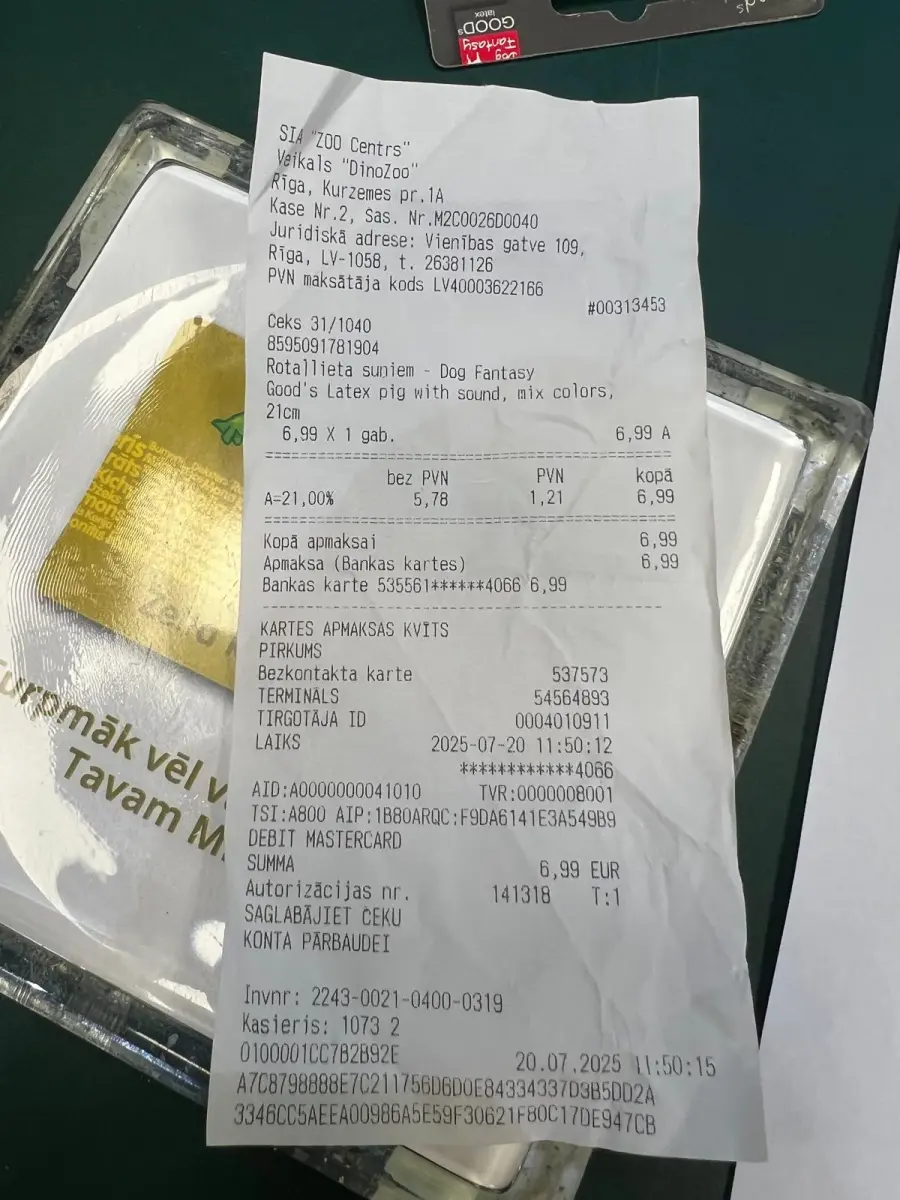 GOODs
latex
Dog
Fantasy
SIA "ZOO Centrs"
Veikals "DinoZoo"
Rīga, Kurzemes pr.1A
Kase Nr.2, Sas. Nr.M2C0026D0040
Juridiskā adrese: Vienības gatve 109,
Rīga, LV-1058, t. 26381126
PVN maksātāja kods LV40003622166
#00313453
Čeks 31/1040
8595091781904
Rotaļlieta suņiem - Dog Fantasy
Good's Latex pig with sound, mix colors,
21cm
6,99 X 1 gab. 6,99 A
bez PVN PVN kopā
A=21,00% 5,78 1,21 6,99
Kopā apmaksai 6,99
Apmaksa (Bankas kartes) 6,99
Bankas karte 535561******4066 6,99
KARTES APMAKSAS KVĪTS
PIRKUMS
Bezkontakta karte 537573
TERMINĀLS 54564893
TIRGOTĀJA ID 0004010911
LAIKS 2025-07-20 11:50:12
************4066
AID:A0000000041010 TVR:0000008001
TSI:A800 AIP:1B80ARQC:F9DA6141E3A549B9
DEBIT MASTERCARD
SUMMA 6,99 EUR
Autorizācijas nr. 141318 T:1
SAGLABĀJIET ČEKU
KONTA PĀRBAUDEI
Invnr: 2243-0021-0400-0319
Kasieris: 1073 2
0100001CC7B2B92E 20.07.2025 11:50:15
A7C8798888E7C211756D6D0E84334337D3B5DD2A
3346CC5AEEA00986A5E59F30621F80C17DE947CB
turpmāk vēl
Tavam